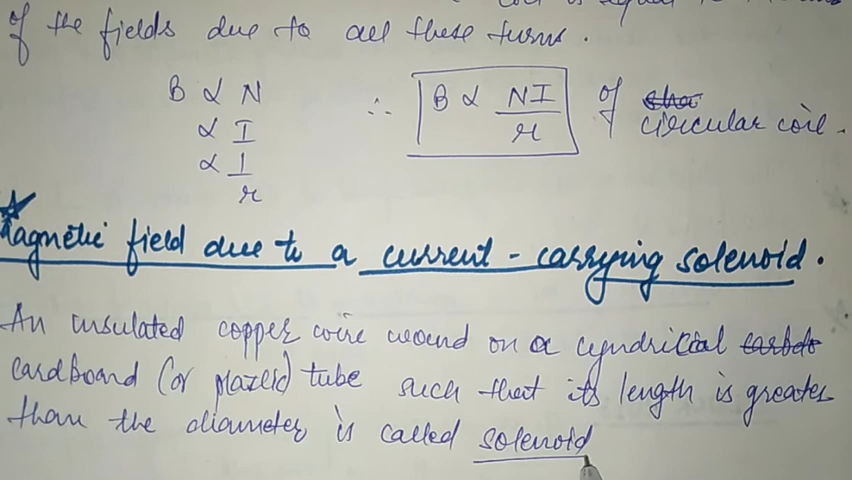 of the fields due to all these turns.
B ∝ N
∝ I
∝ 1
r
∴ B ∝ NI
r
of
circular coil.
Magnetic field due to a current-carrying solenoid.
An insulated copper wire wound on a cyndrical
cardboard (or plazlid) tube such that its length is greater
than the diameter is called solenoid